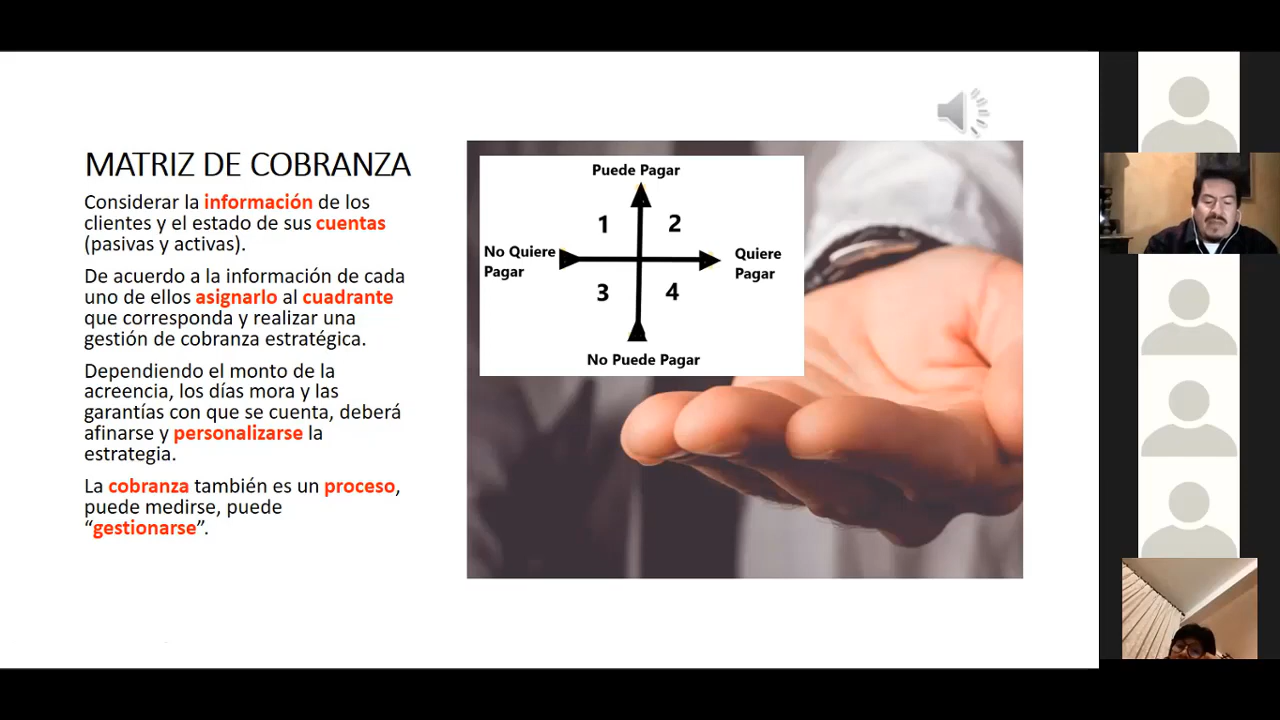 MATRIZ DE COBRANZA
Considerar la información de los
clientes y el estado de sus cuentas
(pasivas y activas).
De acuerdo a la información de cada
uno de ellos asignarlo al cuadrante
que corresponda y realizar una
gestión de cobranza estratégica.
Dependiendo el monto de la
acreencia, los días mora y las
garantías con que se cuenta, deberá
afinarse y personalizarse la
estrategia.
La cobranza también es un proceso,
puede medirse, puede
“gestionarse”.
Puede Pagar
1
2
No Quiere
Pagar
Quiere
Pagar
3
4
No Puede Pagar